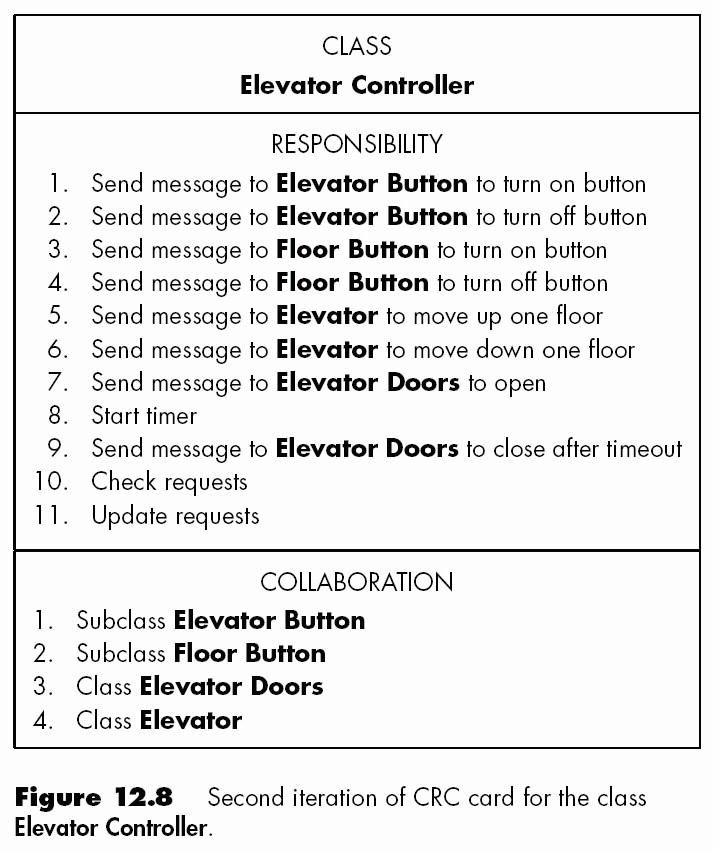 CLASS
Elevator Controller
RESPONSIBILITY
1. Send message to Elevator Button to turn on button
2. Send message to Elevator Button to turn off button
3. Send message to Floor Button to turn on button
4. Send message to Floor Button to turn off button
5. Send message to Elevator to move up one floor
6. Send message to Elevator to move down one floor
7. Send message to Elevator Doors to open
8. Start timer
9. Send message to Elevator Doors to close after timeout
10. Check requests
11. Update requests
COLLABORATION
1. Subclass Elevator Button
2. Subclass Floor Button
3. Class Elevator Doors
4. Class Elevator
Figure 12.8 Second iteration of CRC card for the class
Elevator Controller.